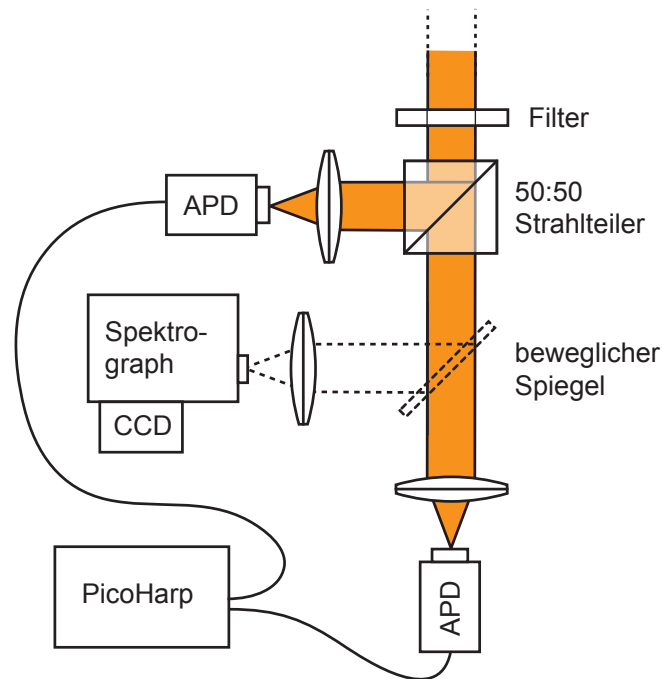 Filter
APD
50:50
Strahlteiler
Spektro-
graph
CCD
beweglicher
Spiegel
PicoHarp
APD